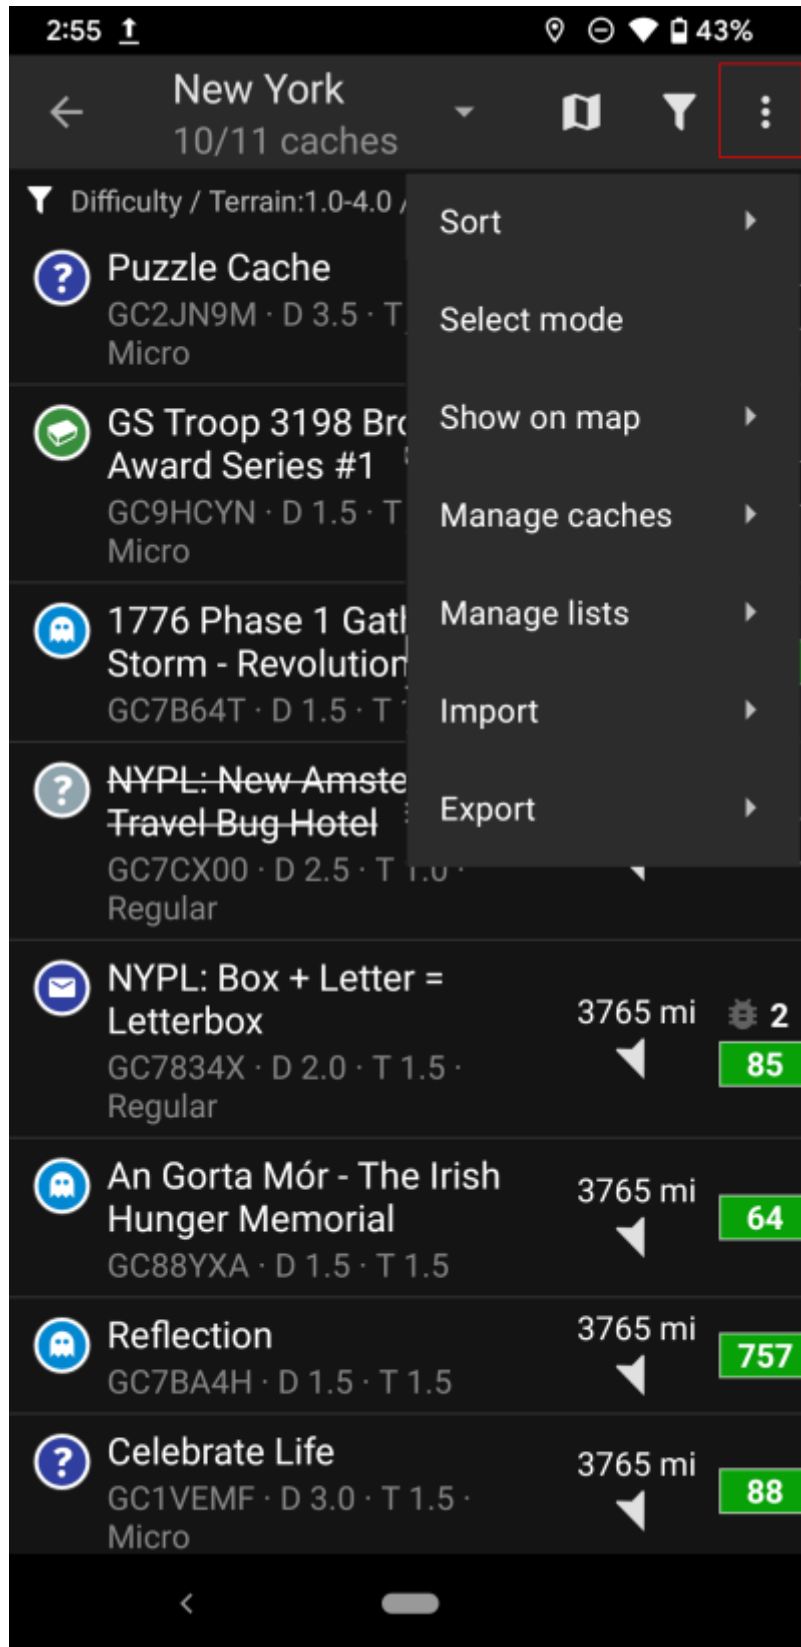 2:55 43%
New York
10/11 caches
Difficulty / Terrain:1.0-4.0 /
Sort
Select mode
Show on map
Manage caches
Manage lists
Import
Export
Puzzle Cache
GC2JN9M · D 3.5 · T
Micro
GS Troop 3198
Award Series #1
GC9HCYN · D 1.5 · T
Micro
1776 Phase 1
Storm - Revolution
GC7B64T · D 1.5 · T
NYPL: New
Travel Bug Hotel
GC7CX00 · D 2.5 · T 1.0 ·
Regular
NYPL: Box + Letter =
Letterbox
GC7834X · D 2.0 · T 1.5 ·
Regular
3765 mi
2
85
An Gorta Mór - The Irish
Hunger Memorial
GC88YXA · D 1.5 · T 1.5
3765 mi
64
Reflection
GC7BA4H · D 1.5 · T 1.5
3765 mi
757
Celebrate Life
GC1VEMF · D 3.0 · T 1.5 ·
Micro
3765 mi
88